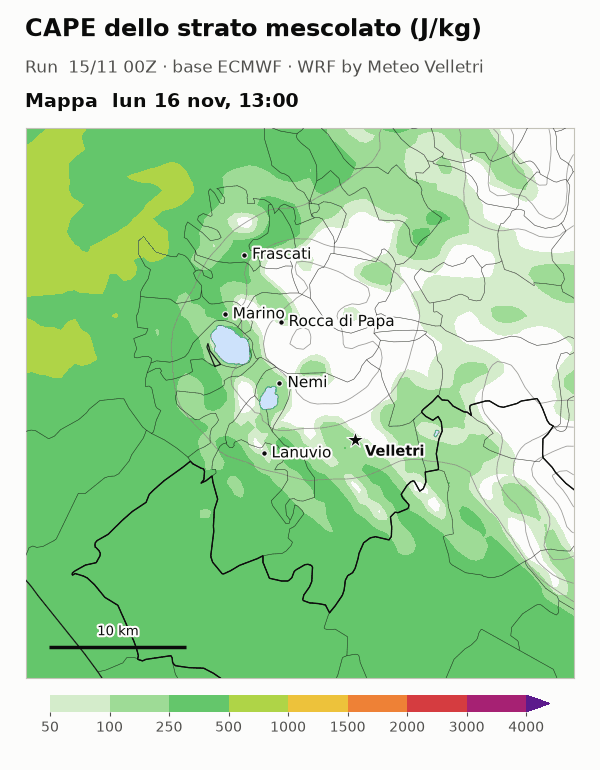 CAPE dello strato mescolato (J/kg)
Run  15/11 00Z · base ECMWF · WRF by Meteo Velletri
Mappa  lun 16 nov, 13:00
Frascati
Marino
Rocca di Papa
Nemi
Velletri
Lanuvio
10 km
50 100 250 500 1000 1500 2000 3000 4000